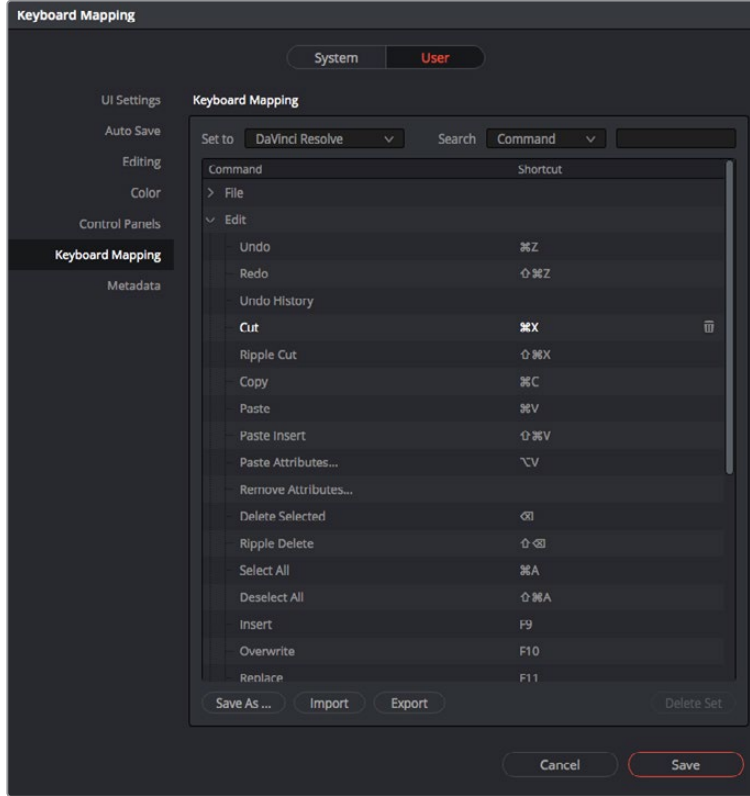 Keyboard Mapping
System User
UI Settings
Auto Save
Editing
Color
Control Panels
Keyboard Mapping
Metadata
Keyboard Mapping
Set to DaVinci Resolve Search Command
Command Shortcut
> File
Edit
Undo ⌘Z
Redo ⇧⌘Z
Undo History
Cut ⌘X
Ripple Cut ⇧⌘X
Copy ⌘C
Paste ⌘V
Paste Insert ⇧⌘V
Paste Attributes... ⌥V
Remove Attributes...
Delete Selected ⌫
Ripple Delete ⇧⌫
Select All ⌘A
Deselect All ⇧⌘A
Insert F9
Overwrite F10
Replace F11
Save As ... Import Export Delete Set
Cancel Save